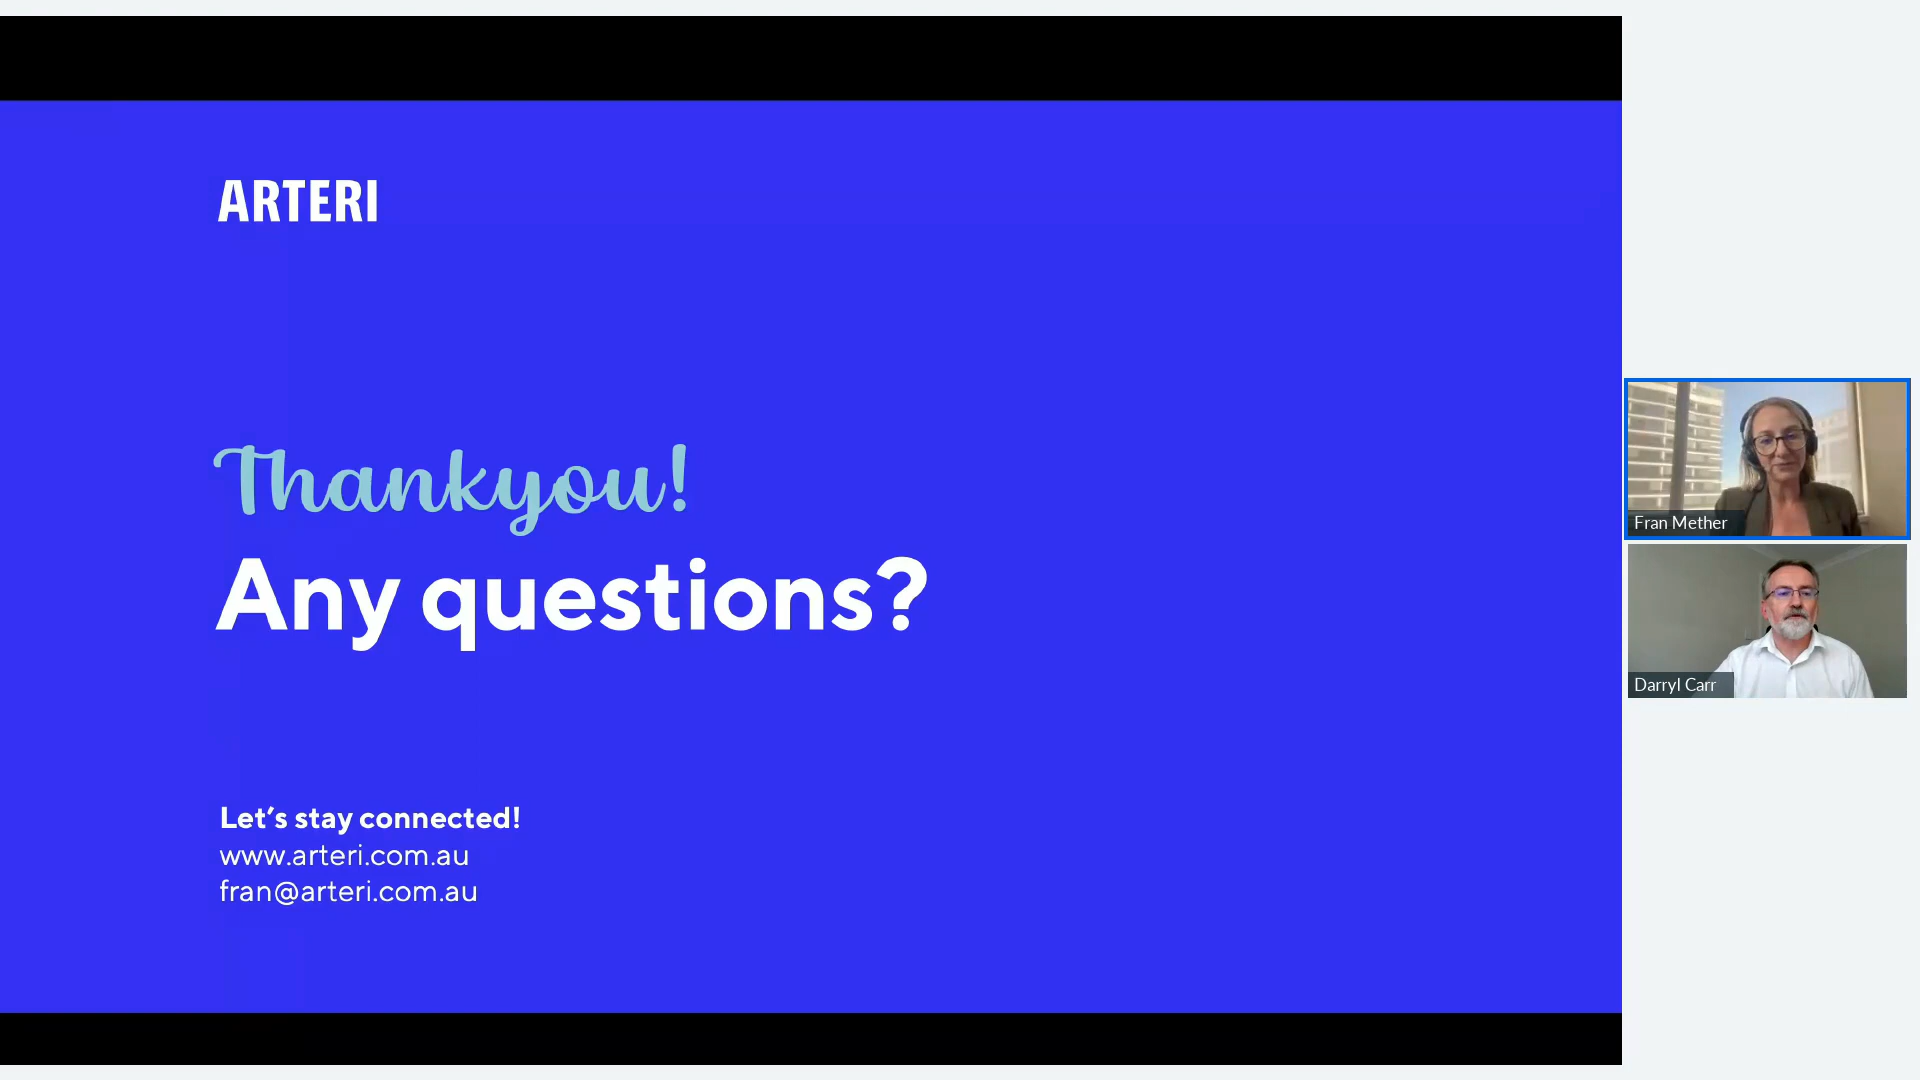 ARTERI
Thankyou!
Any questions?
Let's stay connected!
www.arteri.com.au
fran@arteri.com.au
Fran Mether
Darryl Carr